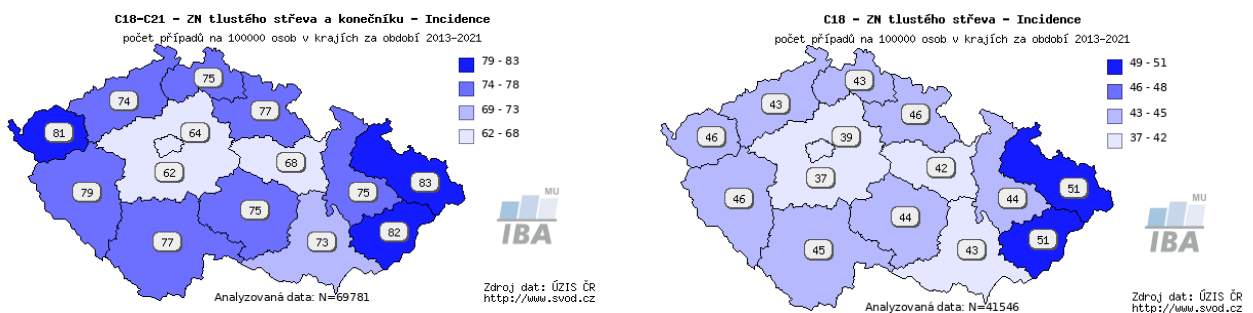 C18-C21 - ZN tlustého střeva a konečníku - Incidence
počet případů na 100000 osob v krajích za období 2013-2021
79 - 83
74 - 78
69 - 73
62 - 68
75
74
77
81
64
68
62
83
79
75
75
82
73
77
MU
IBA
Analyzovaná data: N=69781
Zdroj dat: ÚZIS ČR
http://www.svod.cz
C18 - ZN tlustého střeva - Incidence
počet případů na 100000 osob v krajích za období 2013-2021
49 - 51
46 - 48
43 - 45
37 - 42
43
43
46
46
39
42
37
51
46
44
44
51
43
45
MU
IBA
Analyzovaná data: N=41546
Zdroj dat: ÚZIS ČR
http://www.svod.cz